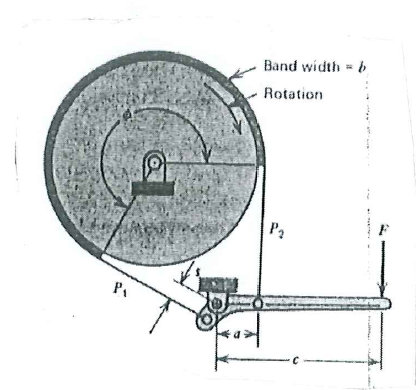 Band width = b
Rotation
ϕ
P₂
F
s
P₁
a
c